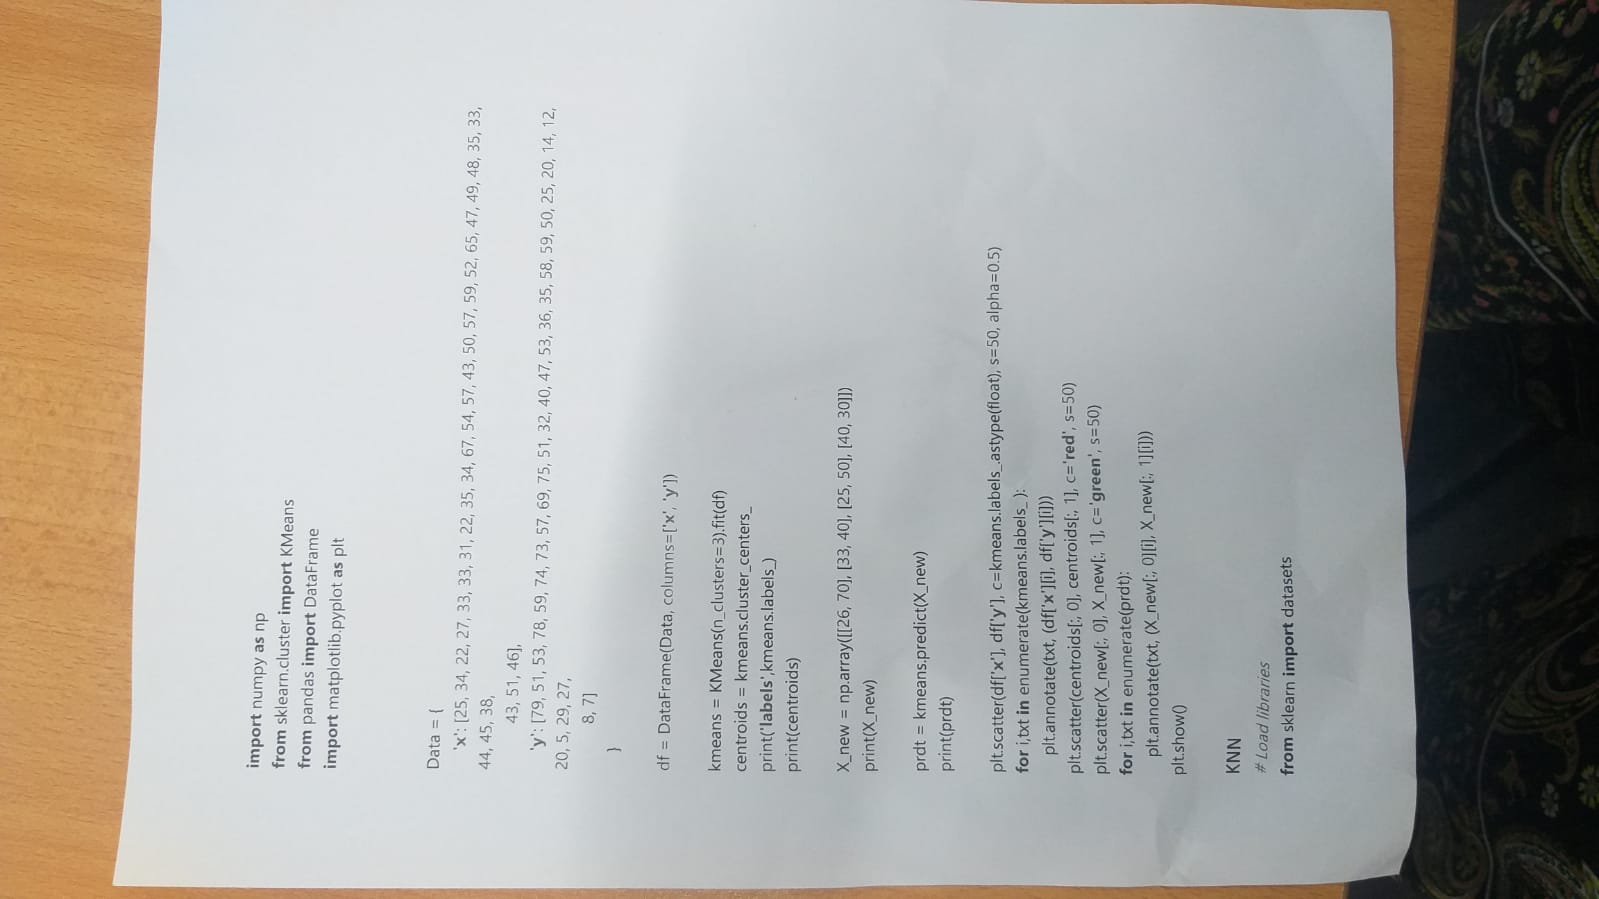 import numpy as np
from sklearn.cluster import KMeans
from pandas import DataFrame
import matplotlib.pyplot as plt
Data = {
'x': [25, 34, 22, 27, 33, 33, 31, 22, 35, 34, 67, 54, 57, 43, 50, 57, 59, 52, 65, 47, 49, 48, 35, 33,
44, 45, 38,
43, 51, 46],
'y': [79, 51, 53, 78, 59, 74, 73, 57, 69, 75, 51, 32, 40, 47, 53, 36, 35, 58, 59, 50, 25, 20, 14, 12,
20, 5, 29, 27,
8, 7]
}
df = DataFrame(Data, columns=['x', 'y'])
kmeans = KMeans(n_clusters=3).fit(df)
centroids = kmeans.cluster_centers_
print('labels',kmeans.labels_)
print(centroids)
X_new = np.array([[26, 70], [33, 40], [25, 50], [40, 30]])
print(X_new)
prdt = kmeans.predict(X_new)
print(prdt)
plt.scatter(df['x'], df['y'], c=kmeans.labels_.astype(float), s=50, alpha=0.5)
for i,txt in enumerate(kmeans.labels_ ):
plt.annotate(txt, (df['x'][i], df['y'][i]))
plt.scatter(centroids[:, 0], centroids[:, 1], c='red', s=50)
plt.scatter(X_new[:, 0], X_new[:, 1], c='green', s=50)
for i,txt in enumerate(prdt):
plt.annotate(txt, (X_new[:, 0][i], X_new[:, 1][i]))
plt.show()
KNN
# Load libraries
from sklearn import datasets